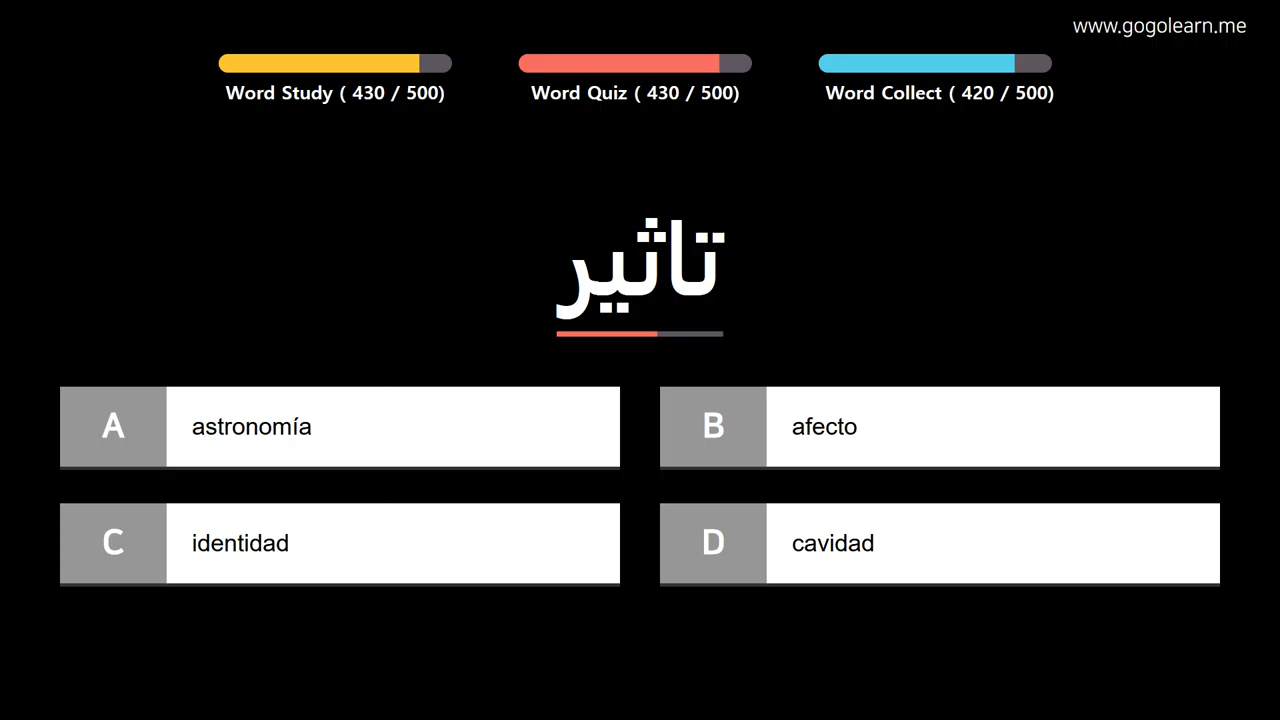 www.gogolearn.me
Word Study ( 430 / 500)
Word Quiz ( 430 / 500)
Word Collect ( 420 / 500)
تاثیر
A astronomía
B afecto
C identidad
D cavidad